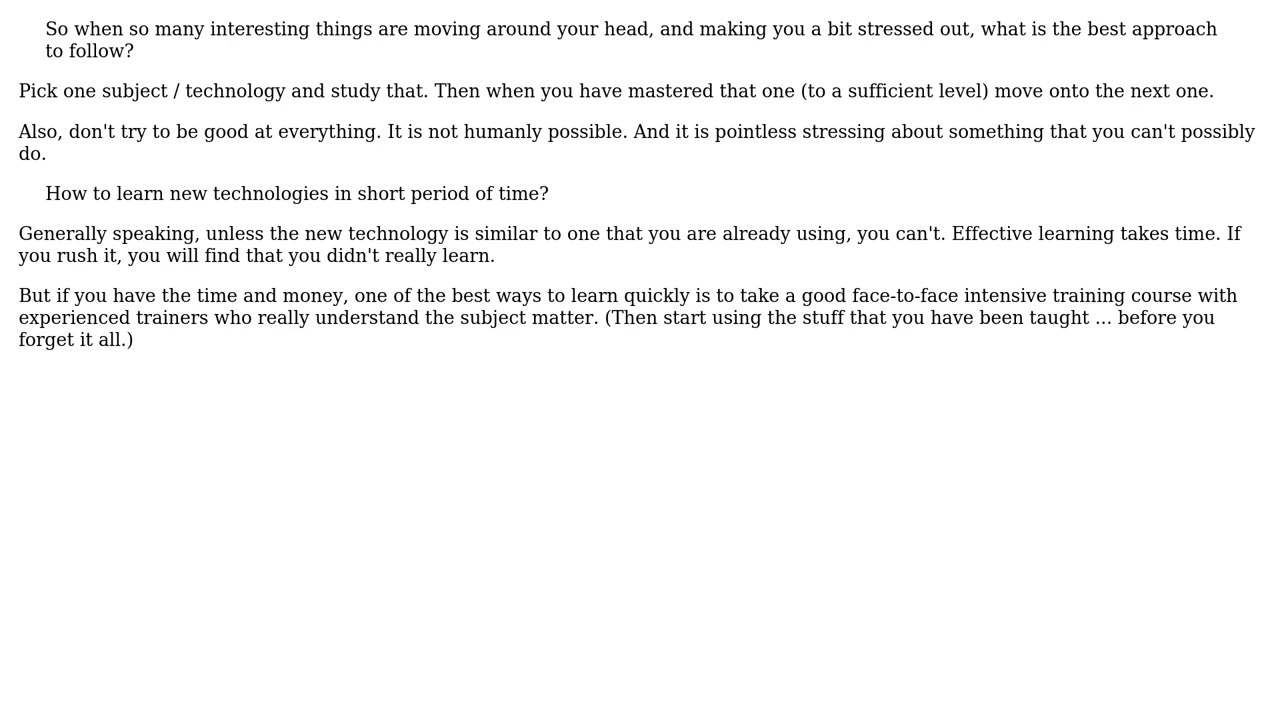 So when so many interesting things are moving around your head, and making you a bit stressed out, what is the best approach
to follow?
Pick one subject / technology and study that. Then when you have mastered that one (to a sufficient level) move onto the next one.
Also, don't try to be good at everything. It is not humanly possible. And it is pointless stressing about something that you can't possibly
do.
How to learn new technologies in short period of time?
Generally speaking, unless the new technology is similar to one that you are already using, you can't. Effective learning takes time. If
you rush it, you will find that you didn't really learn.
But if you have the time and money, one of the best ways to learn quickly is to take a good face-to-face intensive training course with
experienced trainers who really understand the subject matter. (Then start using the stuff that you have been taught ... before you
forget it all.)